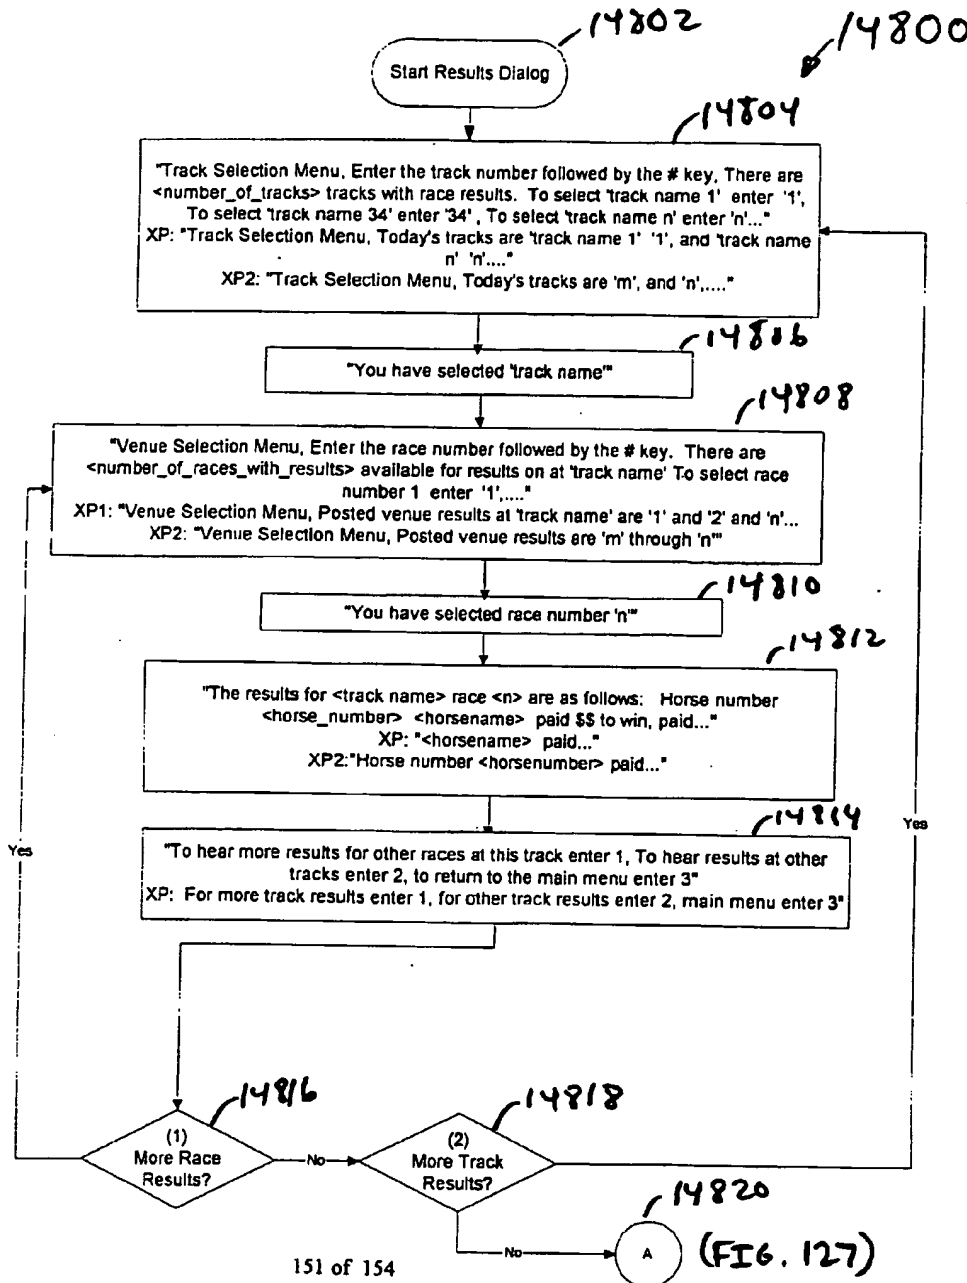 14802
14800
Start Results Dialog
14804
"Track Selection Menu, Enter the track number followed by the # key, There are
<number_of_tracks> tracks with race results. To select 'track name 1' enter '1',
To select 'track name 34' enter '34' , To select 'track name n' enter 'n'..."
XP: "Track Selection Menu, Today's tracks are 'track name 1' '1', and 'track name
n' 'n'...."
XP2: "Track Selection Menu, Today's tracks are 'm', and 'n',...."
14806
"You have selected 'track name'"
14808
"Venue Selection Menu, Enter the race number followed by the # key. There are
<number_of_races_with_results> available for results on at 'track name' To select race
number 1 enter '1',...."
XP1: "Venue Selection Menu, Posted venue results at 'track name' are '1' and '2' and 'n'...
XP2: "Venue Selection Menu, Posted venue results are 'm' through 'n'"
14810
"You have selected race number 'n'"
14812
"The results for <track name> race <n> are as follows: Horse number
<horse_number> <horsename> paid $$ to win, paid..."
XP: "<horsename> paid..."
XP2:"Horse number <horsenumber> paid..."
14814
"To hear more results for other races at this track enter 1, To hear results at other
tracks enter 2, to return to the main menu enter 3"
XP: For more track results enter 1, for other track results enter 2, main menu enter 3"
Yes
Yes
14816
14818
(1)
More Race
Results?
No
(2)
More Track
Results?
14820
No
A
(FIG. 127)
151 of 154